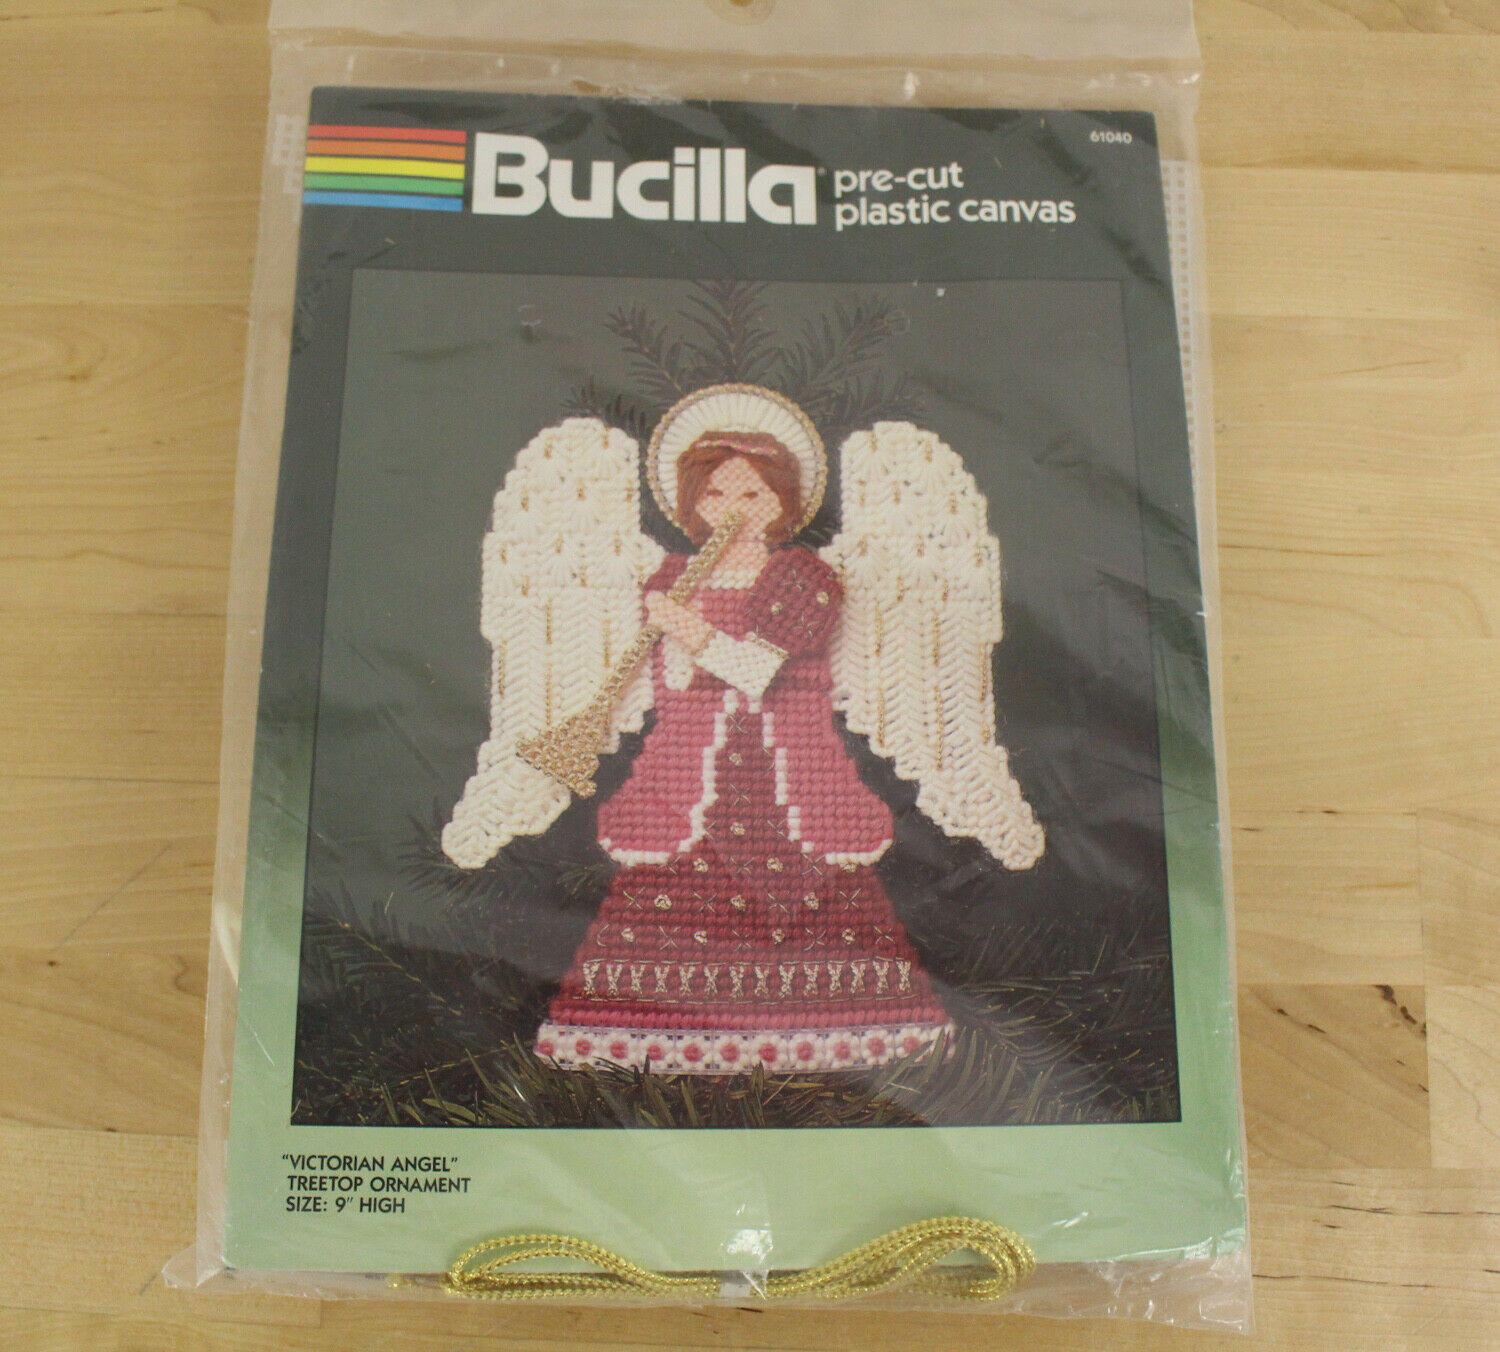 61040
Bucilla®
pre-cut
plastic canvas
"VICTORIAN ANGEL"
TREETOP ORNAMENT
SIZE: 9" HIGH